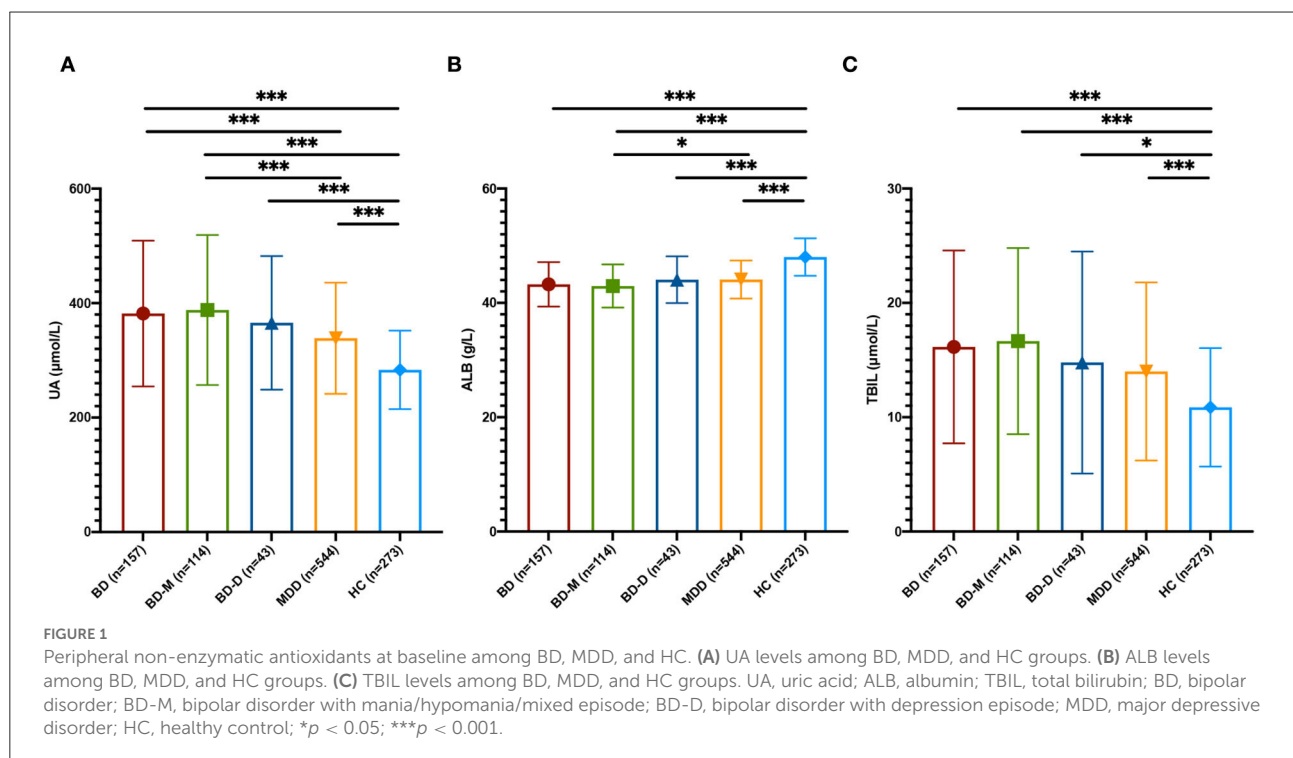 A
***
***
***
***
***
***
600
400
200
0
UA (µmol/L)
BD (n=157)
BD-M (n=114)
BD-D (n=43)
MDD (n=544)
HC (n=273)
B
***
***
*
***
***
60
40
20
0
ALB (g/L)
BD (n=157)
BD-M (n=114)
BD-D (n=43)
MDD (n=544)
HC (n=273)
C
***
***
*
***
30
20
10
0
TBIL (µmol/L)
BD (n=157)
BD-M (n=114)
BD-D (n=43)
MDD (n=544)
HC (n=273)
FIGURE 1
Peripheral non-enzymatic antioxidants at baseline among BD, MDD, and HC. (A) UA levels among BD, MDD, and HC groups. (B) ALB levels
among BD, MDD, and HC groups. (C) TBIL levels among BD, MDD, and HC groups. UA, uric acid; ALB, albumin; TBIL, total bilirubin; BD, bipolar
disorder; BD-M, bipolar disorder with mania/hypomania/mixed episode; BD-D, bipolar disorder with depression episode; MDD, major depressive
disorder; HC, healthy control; *p < 0.05; ***p < 0.001.